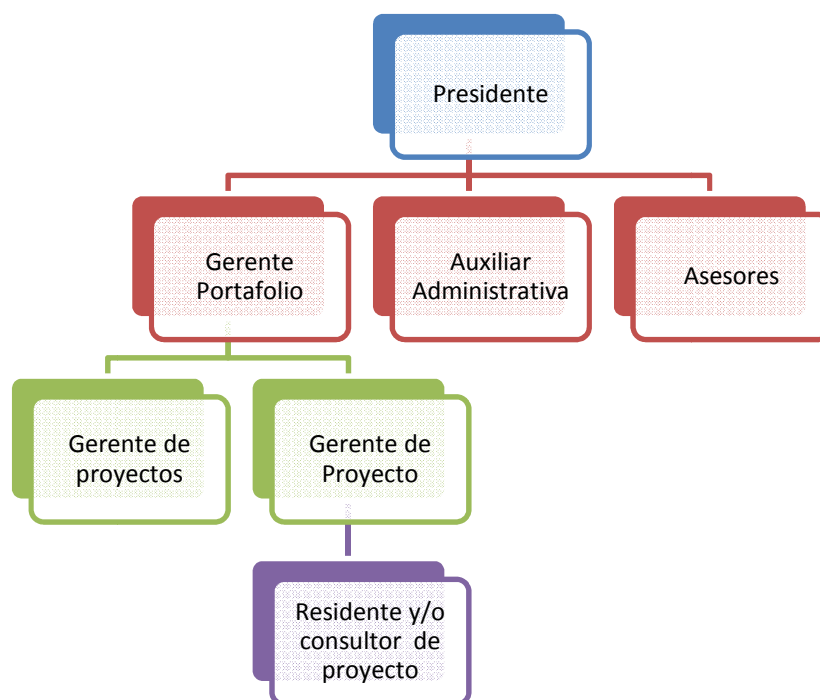 Presidente
Gerente
Portafolio
Auxiliar
Administrativa
Asesores
Gerente de
proyectos
Gerente de
Proyecto
Residente y/o
consultor de
proyecto